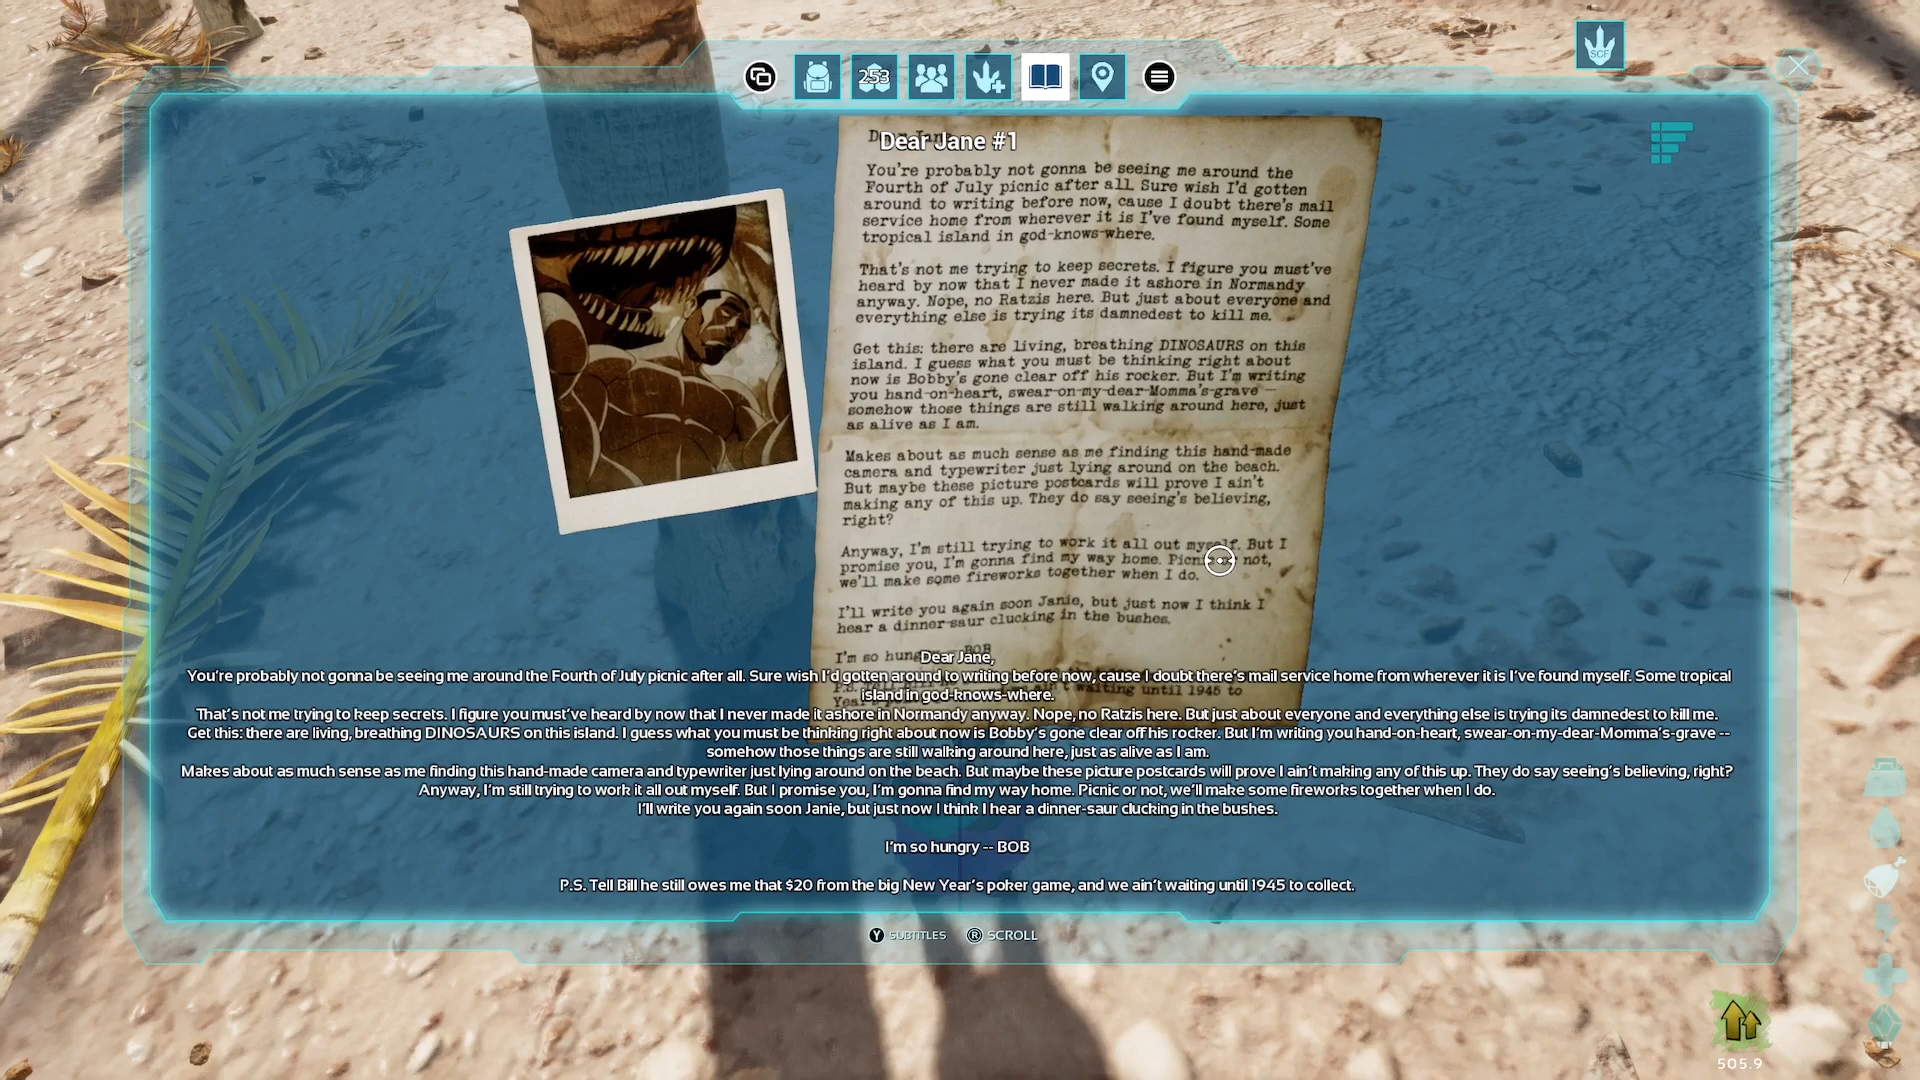 SCF
253
Dear Jane #1
You're probably not gonna be seeing me around the
Fourth of July picnic after all. Sure wish I'd gotten
around to writing before now, cause I doubt there's mail
service home from wherever it is I've found myself. Some
tropical island in god-knows-where.
That's not me trying to keep secrets. I figure you must've
heard by now that I never made it ashore in Normandy
anyway. Nope, no Ratzis here. But just about everyone and
everything else is trying its damnedest to kill me.
Get this: there are living, breathing DINOSAURS on this
island. I guess what you must be thinking right about
now is Bobby's gone clear off his rocker. But I'm writing
you hand-on-heart, swear-on-my-dear-Momma's-grave --
somehow those things are still walking around here, just
as alive as I am.
Makes about as much sense as me finding this hand-made
camera and typewriter just lying around on the beach.
But maybe these picture postcards will prove I ain't
making any of this up. They do say seeing's believing,
right?
Anyway, I'm still trying to work it all out myself. But I
promise you, I'm gonna find my way home. Picnic not,
we'll make some fireworks together when I do.
I'll write you again soon Janie, but just now I think I
hear a dinner-saur clucking in the bushes.
I'm so hung BOB
waiting until 1945 to
Dear Jane,
You're probably not gonna be seeing me around the Fourth of July picnic after all. Sure wish I'd gotten around to writing before now, cause I doubt there's mail service home from wherever it is I've found myself. Some tropical
island in god-knows-where.
That's not me trying to keep secrets. I figure you must've heard by now that I never made it ashore in Normandy anyway. Nope, no Ratzis here. But just about everyone and everything else is trying its damnedest to kill me.
Get this: there are living, breathing DINOSAURS on this island. I guess what you must be thinking right about now is Bobby's gone clear off his rocker. But I'm writing you hand-on-heart, swear-on-my-dear-Momma's-grave --
somehow those things are still walking around here, just as alive as I am.
Makes about as much sense as me finding this hand-made camera and typewriter just lying around on the beach. But maybe these picture postcards will prove I ain't making any of this up. They do say seeing's believing, right?
Anyway, I'm still trying to work it all out myself. But I promise you, I'm gonna find my way home. Picnic or not, we'll make some fireworks together when I do.
I'll write you again soon Janie, but just now I think I hear a dinner-saur clucking in the bushes.
I'm so hungry -- BOB
P.S. Tell Bill he still owes me that $20 from the big New Year's poker game, and we ain't waiting until 1945 to collect.
Y SUBTITLES R SCROLL
505.9